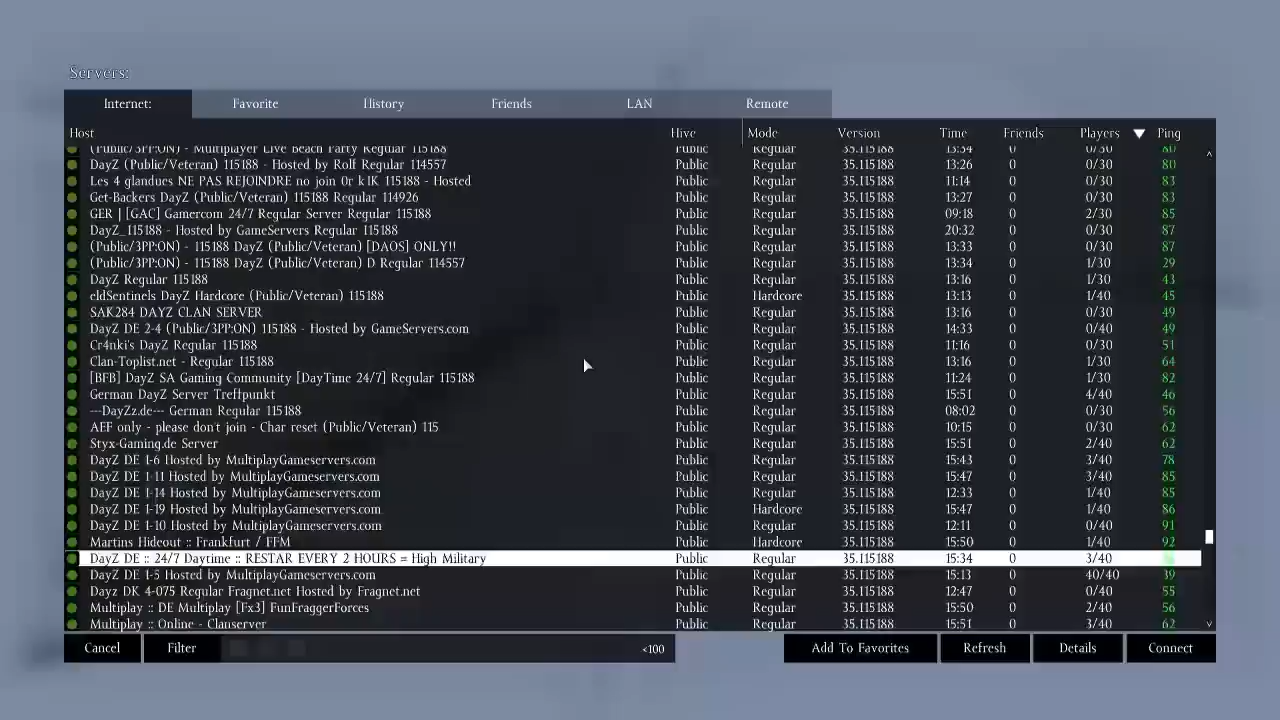 Servers:
Internet: Favorite History Friends LAN Remote
Host Hive Mode Version Time Friends Players Ping
(Public/3PP:ON) - Multiplayer Live Beach Party Regular 115188 Public Regular 35.115188 13:34 0 0/30 80
DayZ (Public/Veteran) 115188 - Hosted by Rolf Regular 114557 Public Regular 35.115188 13:26 0 0/30 80
Les 4 glandues NE PAS REJOINDRE no join 0r k1K 115188 - Hosted Public Regular 35.115188 11:14 0 0/30 83
Get-Backers DayZ (Public/Veteran) 115188 Regular 114926 Public Regular 35.115188 13:27 0 0/30 83
GER | [GAC] Gamercom 24/7 Regular Server Regular 115188 Public Regular 35.115188 09:18 0 2/30 85
DayZ_115188 - Hosted by GameServers Regular 115188 Public Regular 35.115188 20:32 0 0/30 87
(Public/3PP:ON) - 115188 DayZ (Public/Veteran) [DAOS] ONLY!! Public Regular 35.115188 13:33 0 0/30 87
(Public/3PP:ON) - 115188 DayZ (Public/Veteran) D Regular 114557 Public Regular 35.115188 13:34 0 1/30 29
DayZ Regular 115188 Public Regular 35.115188 13:16 0 0/30 43
eldSentinels DayZ Hardcore (Public/Veteran) 115188 Public Hardcore 35.115188 13:13 0 1/40 45
SAK284 DAYZ CLAN SERVER Public Regular 35.115188 13:16 0 0/30 49
DayZ DE 2-4 (Public/3PP:ON) 115188 - Hosted by GameServers.com Public Regular 35.115188 14:33 0 0/40 49
Cr4nki's DayZ Regular 115188 Public Regular 35.115188 11:16 0 0/30 51
Clan-Toplist.net - Regular 115188 Public Regular 35.115188 13:16 0 1/30 64
[BFB] DayZ SA Gaming Community [DayTime 24/7] Regular 115188 Public Regular 35.115188 11:24 0 1/30 82
German DayZ Server Treffpunkt Public Regular 35.115188 15:51 0 4/40 46
---DayZz.de--- German Regular 115188 Public Regular 35.115188 08:02 0 0/30 56
AEF only - please don't join - Char reset (Public/Veteran) 115 Public Regular 35.115188 10:15 0 0/30 62
Styx-Gaming.de Server Public Regular 35.115188 15:51 0 2/40 62
DayZ DE 1-6 Hosted by MultiplayGameservers.com Public Regular 35.115188 15:43 0 3/40 78
DayZ DE 1-11 Hosted by MultiplayGameservers.com Public Regular 35.115188 15:47 0 3/40 85
DayZ DE 1-14 Hosted by MultiplayGameservers.com Public Regular 35.115188 12:33 0 1/40 85
DayZ DE 1-19 Hosted by MultiplayGameservers.com Public Hardcore 35.115188 15:47 0 1/40 86
DayZ DE 1-10 Hosted by MultiplayGameservers.com Public Regular 35.115188 12:11 0 0/40 91
Martins Hideout :: Frankfurt / FFM Public Hardcore 35.115188 15:50 0 1/40 92
DayZ DE :: 24/7 Daytime :: RESTAR EVERY 2 HOURS = High Military Public Regular 35.115188 15:34 0 3/40
DayZ DE 1-5 Hosted by MultiplayGameservers.com Public Regular 35.115188 15:13 0 40/40 39
Dayz DK 4-075 Regular Fragnet.net Hosted by Fragnet.net Public Regular 35.115188 12:47 0 0/40 55
Multiplay :: DE Multiplay [Fx3] FunFraggerForces Public Regular 35.115188 15:50 0 2/40 56
Multiplay :: Online - Clanserver Public Regular 35.115188 15:51 0 3/40 62
Cancel Filter <100 Add To Favorites Refresh Details Connect